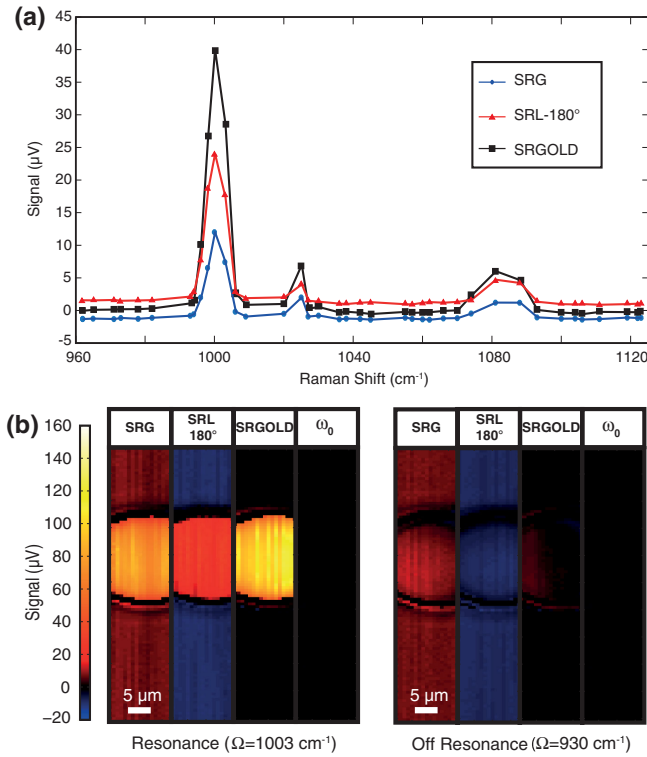 (a)
45
40
35
30
25
20
15
10
5
0
-5
Signal (µV)
SRG
SRL-180°
SRGOLD
960 1000 1040 1080 1120
Raman Shift (cm⁻¹)
(b)
160
140
120
100
80
60
40
20
0
−20
Signal (µV)
SRG SRL 180° SRGOLD ω₀
5 µm
Resonance (Ω=1003 cm⁻¹)
SRG SRL 180° SRGOLD ω₀
5 µm
Off Resonance (Ω=930 cm⁻¹)